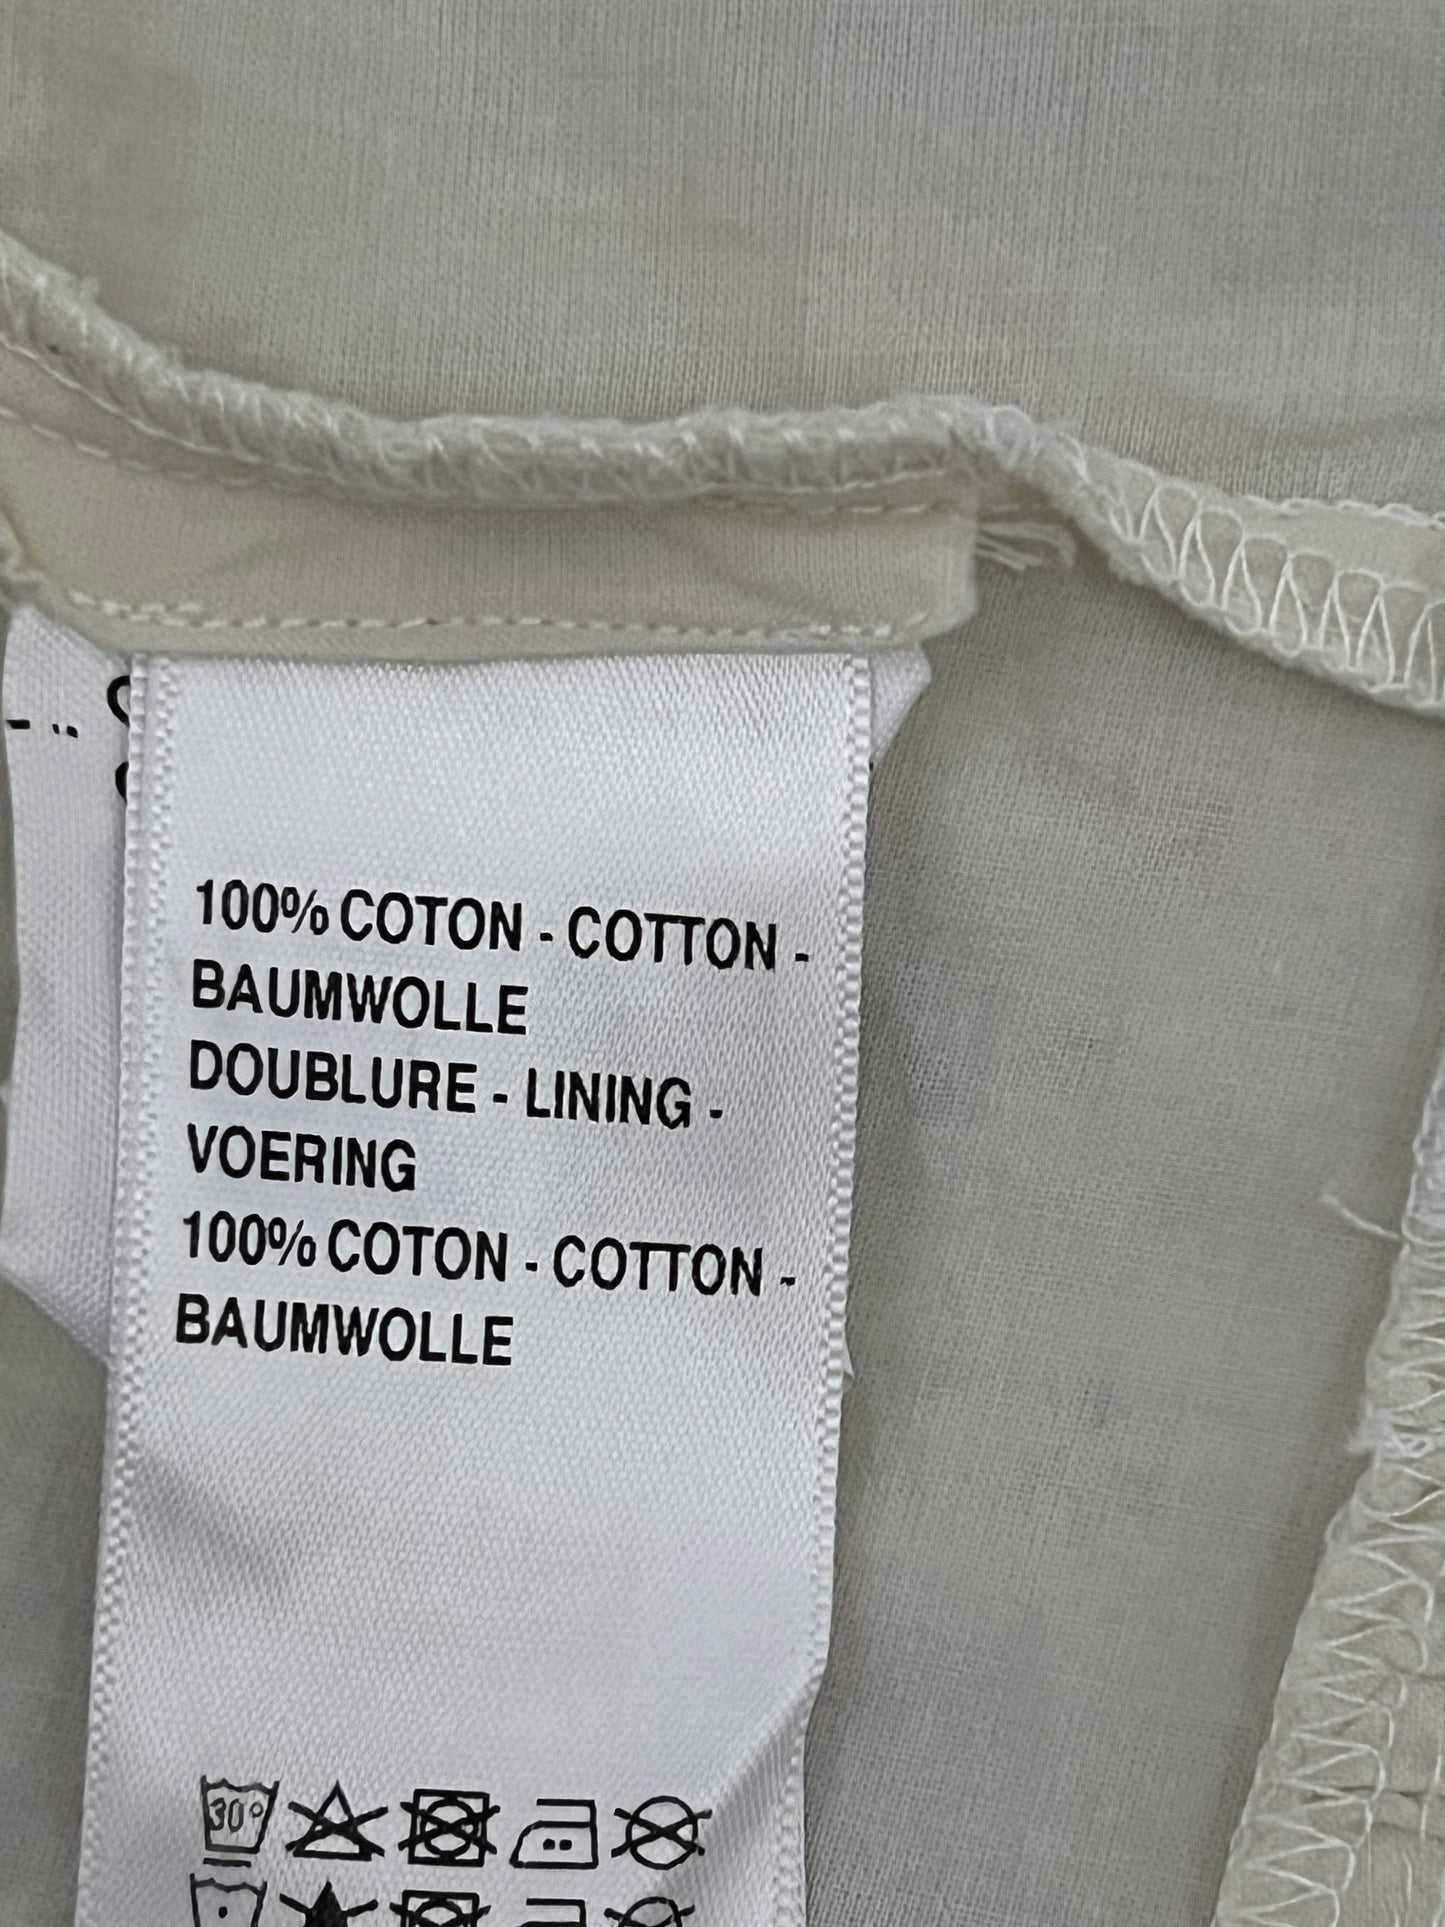 100% COTON - COTTON -
BAUMWOLLE
DOUBLURE - LINING -
VOERING
100% COTON - COTTON -
BAUMWOLLE
30°